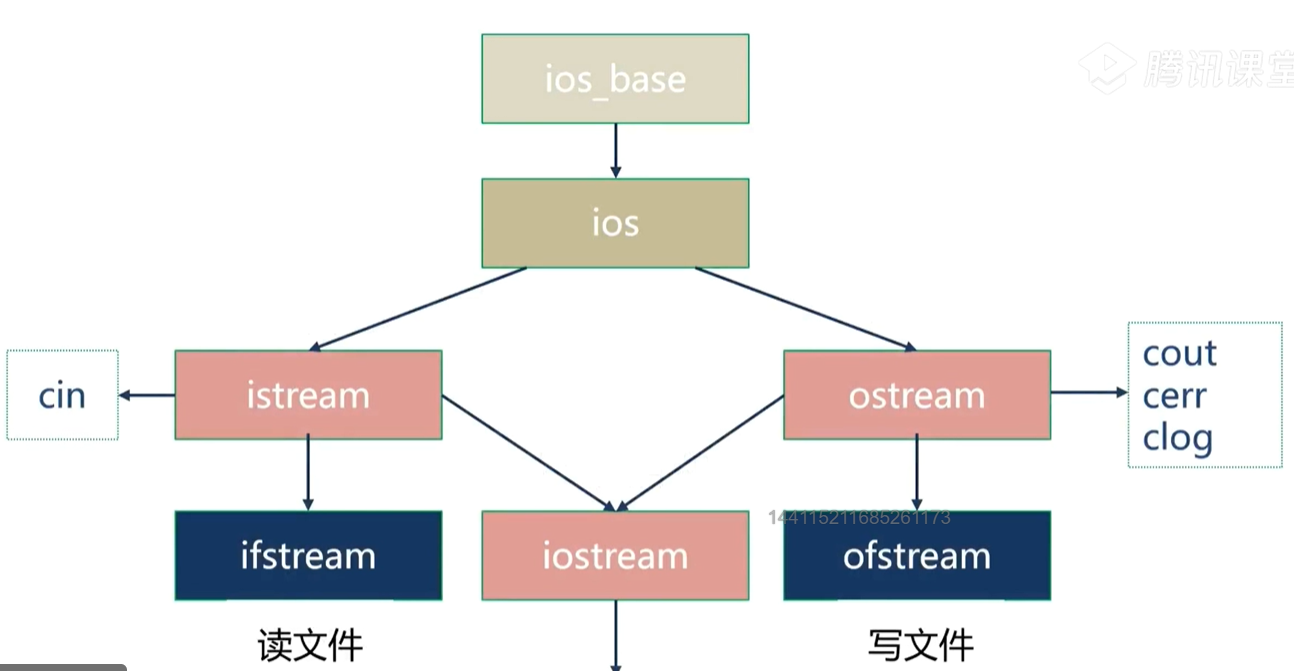 ios_base
腾讯课堂
ios
cin
istream
ostream
cout
cerr
clog
144115211685261173
ifstream
iostream
ofstream
读文件
写文件